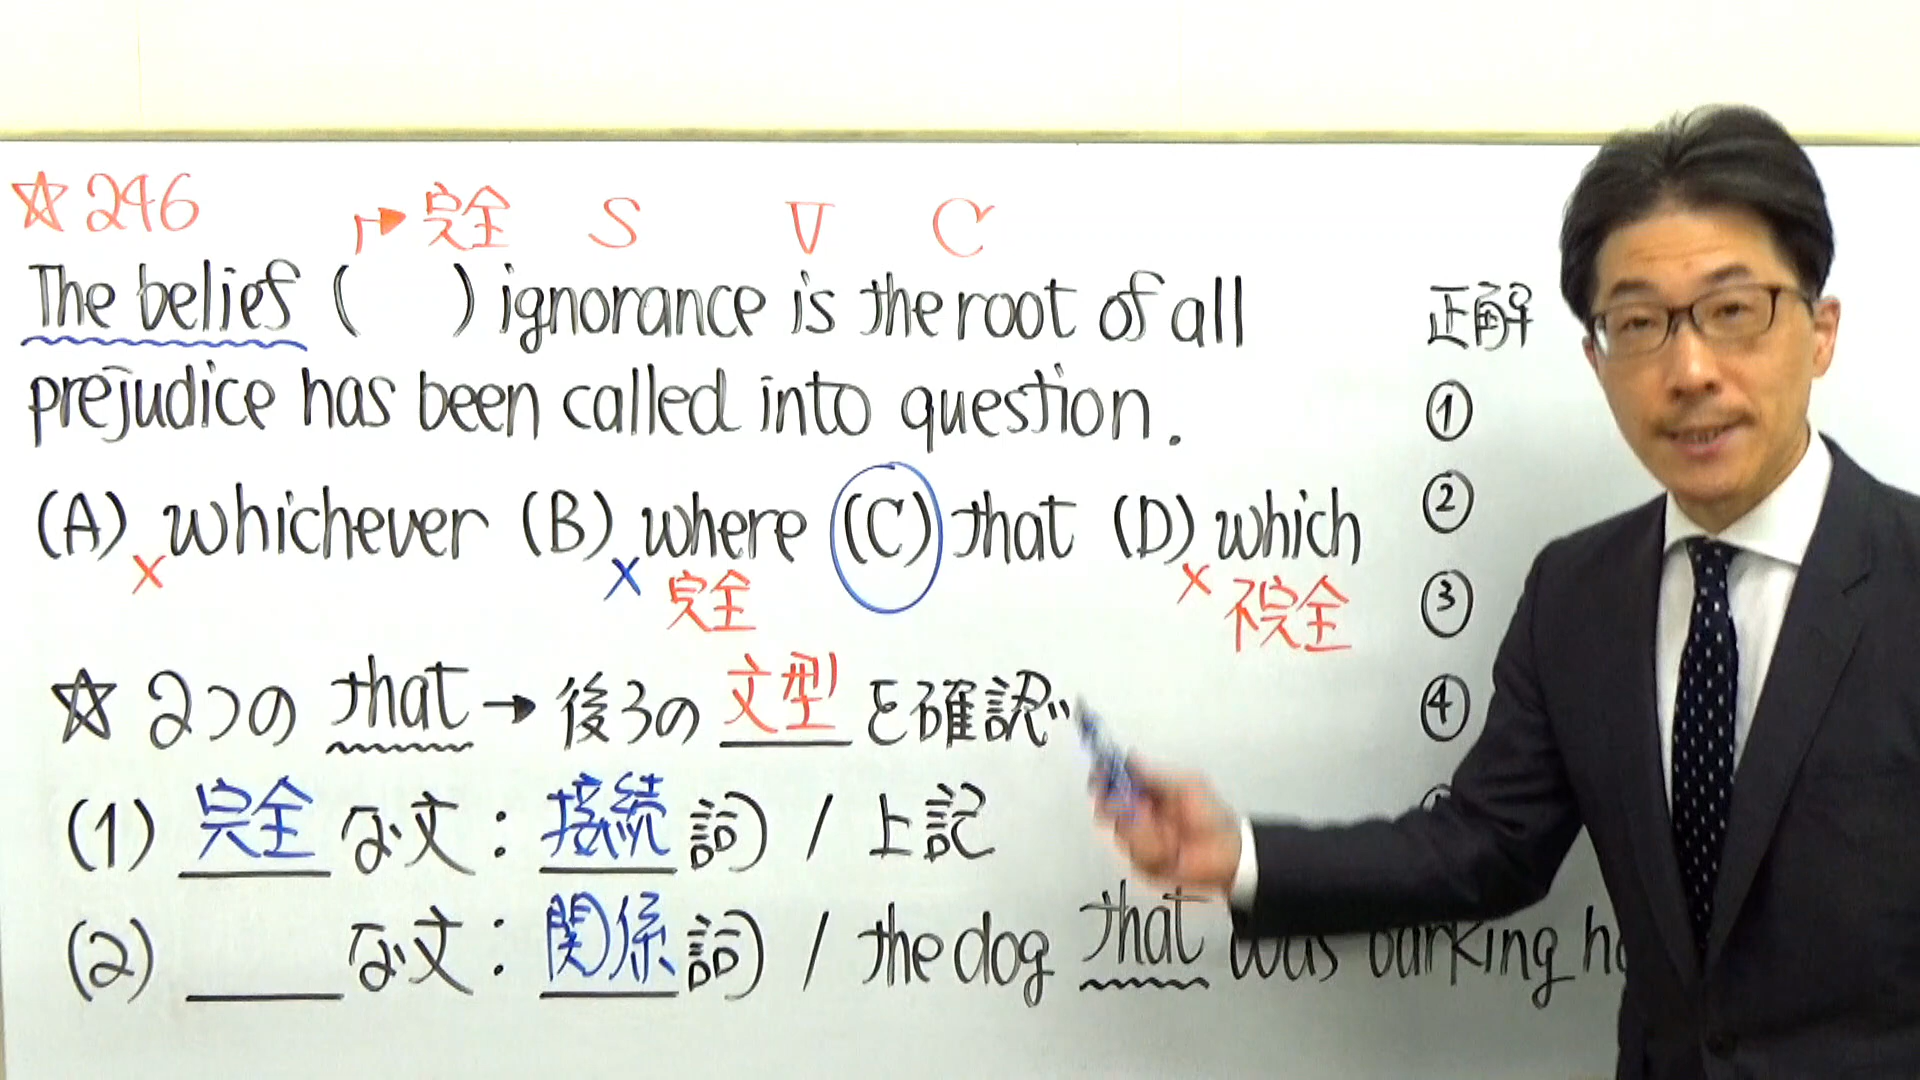 ☆246
→完全 S V C
The belief ( ) ignorance is the root of all
prejudice has been called into question.
(A) whichever (B) where (C) that (D) which
× × 完全 × 不完全
☆ 2つの that → 後ろの 文型 を確認!!
(1) 完全 な文 : 接続 詞 / 上記
(2) ____ な文 : 関係 詞 / the dog that was barking
正解
①
②
③
④